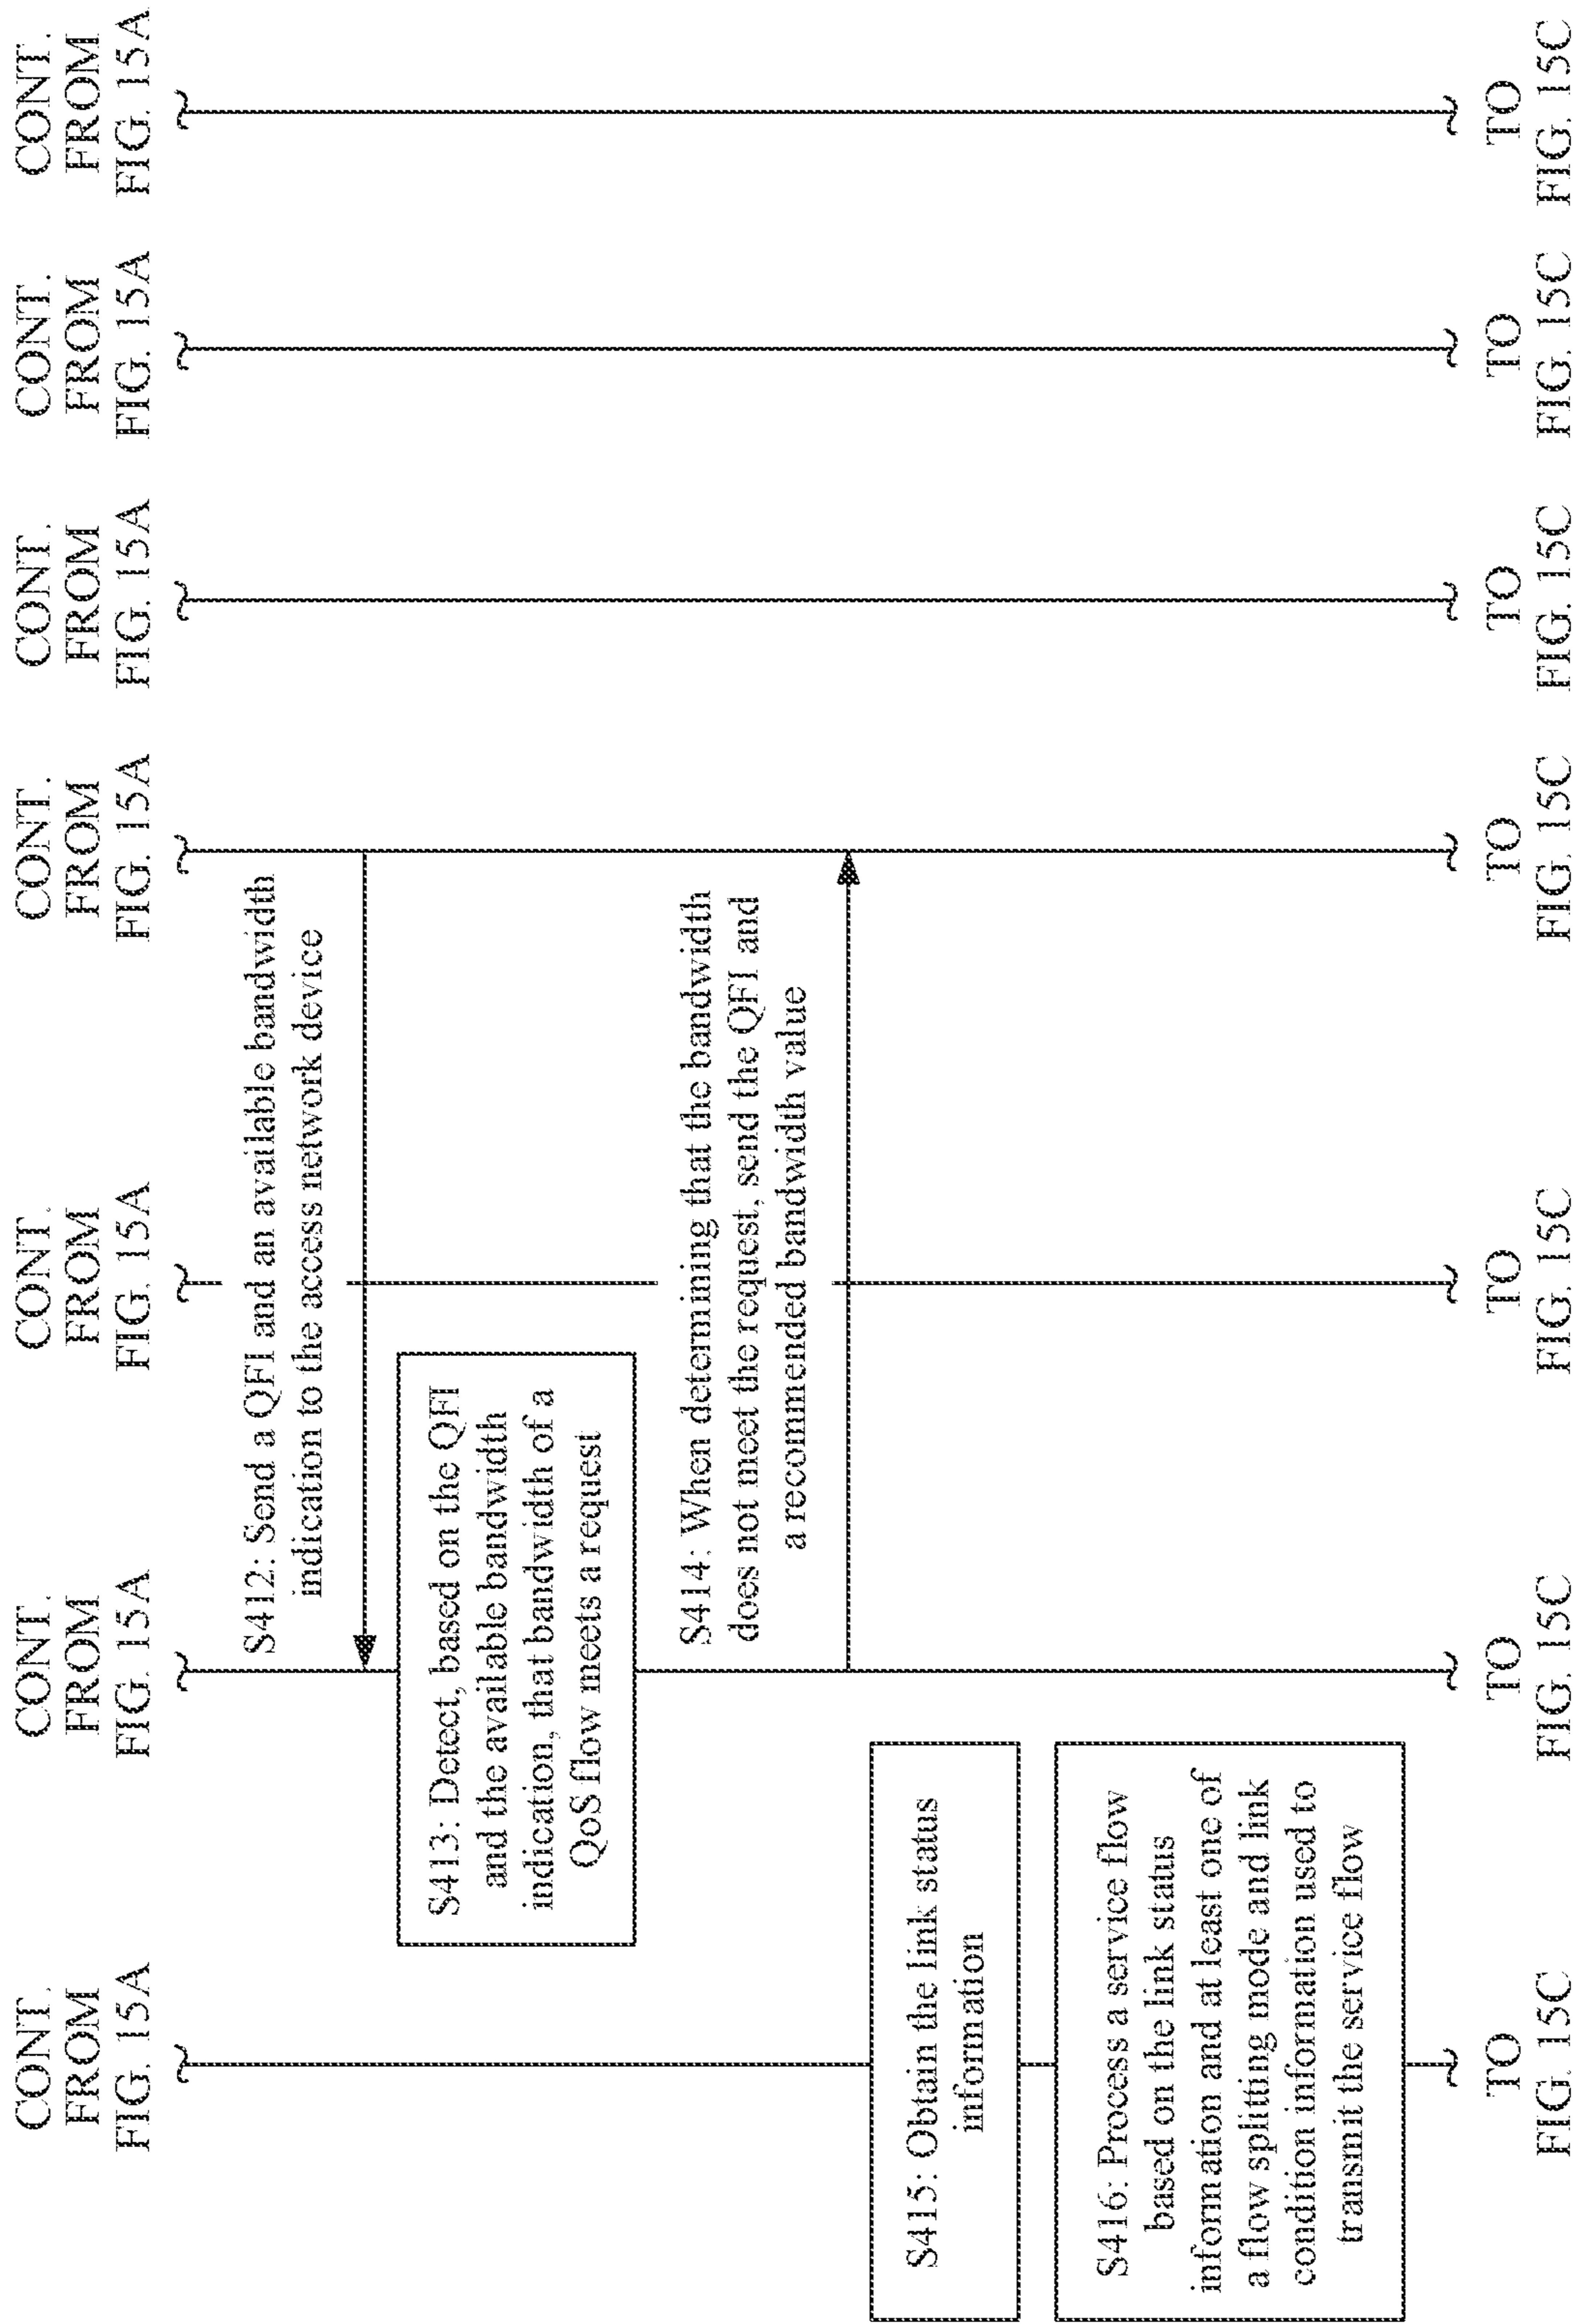 CONT.
FROM
FIG. 15A
CONT.
FROM
FIG. 15A
CONT.
FROM
FIG. 15A
CONT.
FROM
FIG. 15A
CONT.
FROM
FIG. 15A
CONT.
FROM
FIG. 15A
CONT.
FROM
FIG. 15A
S412: Send a QFI and an available bandwidth
indication to the access network device
S413: Detect, based on the QFI
and the available bandwidth
indication, that bandwidth of a
QoS flow meets a request
S414: When determining that the bandwidth
does not meet the request, send the QFI and
a recommended bandwidth value
S415: Obtain the link status
information
S416: Process a service flow
based on the link status
information and at least one of
a flow splitting mode and link
condition information used to
transmit the service flow
TO
FIG. 15C
TO
FIG. 15C
TO
FIG. 15C
TO
FIG. 15C
TO
FIG. 15C
TO
FIG. 15C
TO
FIG. 15C